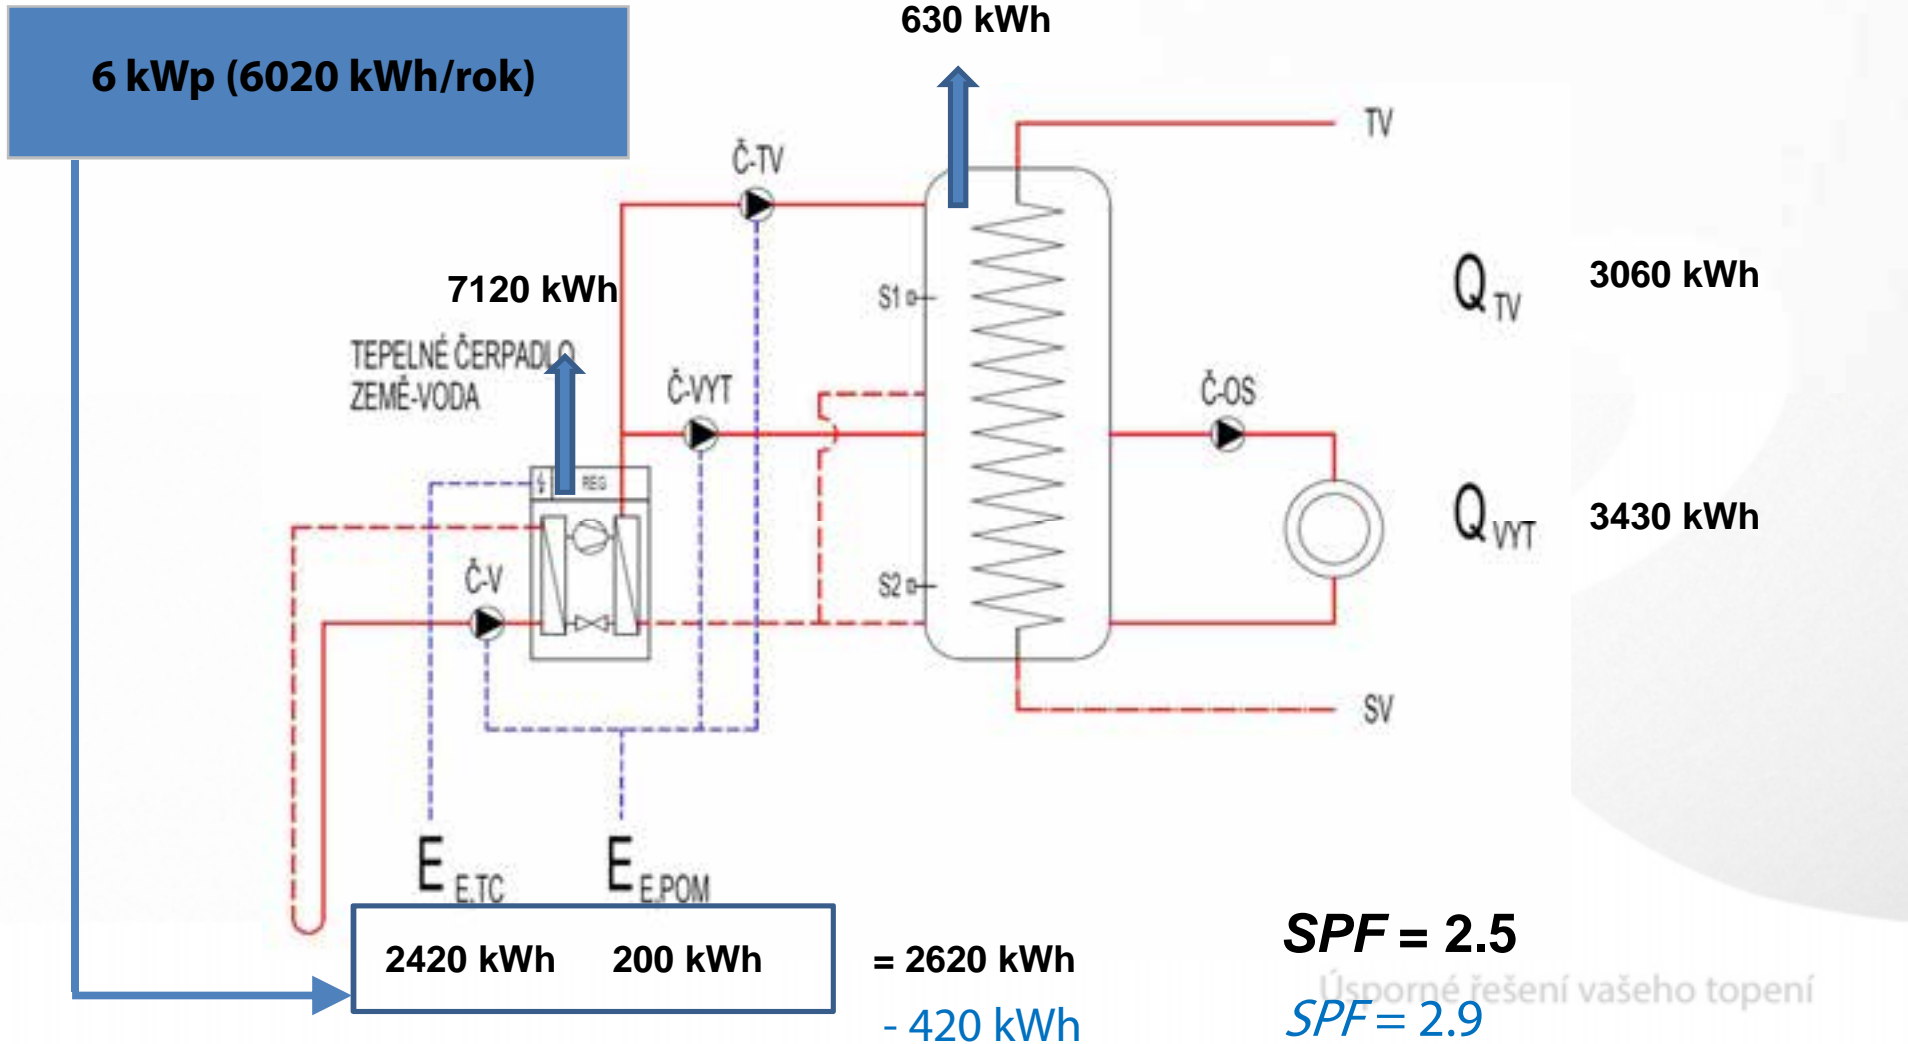 630 kWh
6 kWp (6020 kWh/rok)
TV
Č-TV
7120 kWh
S1
Q TV 3060 kWh
TEPELNÉ ČERPADLO
ZEMĚ-VODA
Č-VYT
Č-OS
REG
Q VYT 3430 kWh
Č-V
S2
SV
E E,TC E E,POM
2420 kWh 200 kWh = 2620 kWh
SPF = 2.5
Úsporné řešení vašeho topení
- 420 kWh
SPF = 2.9